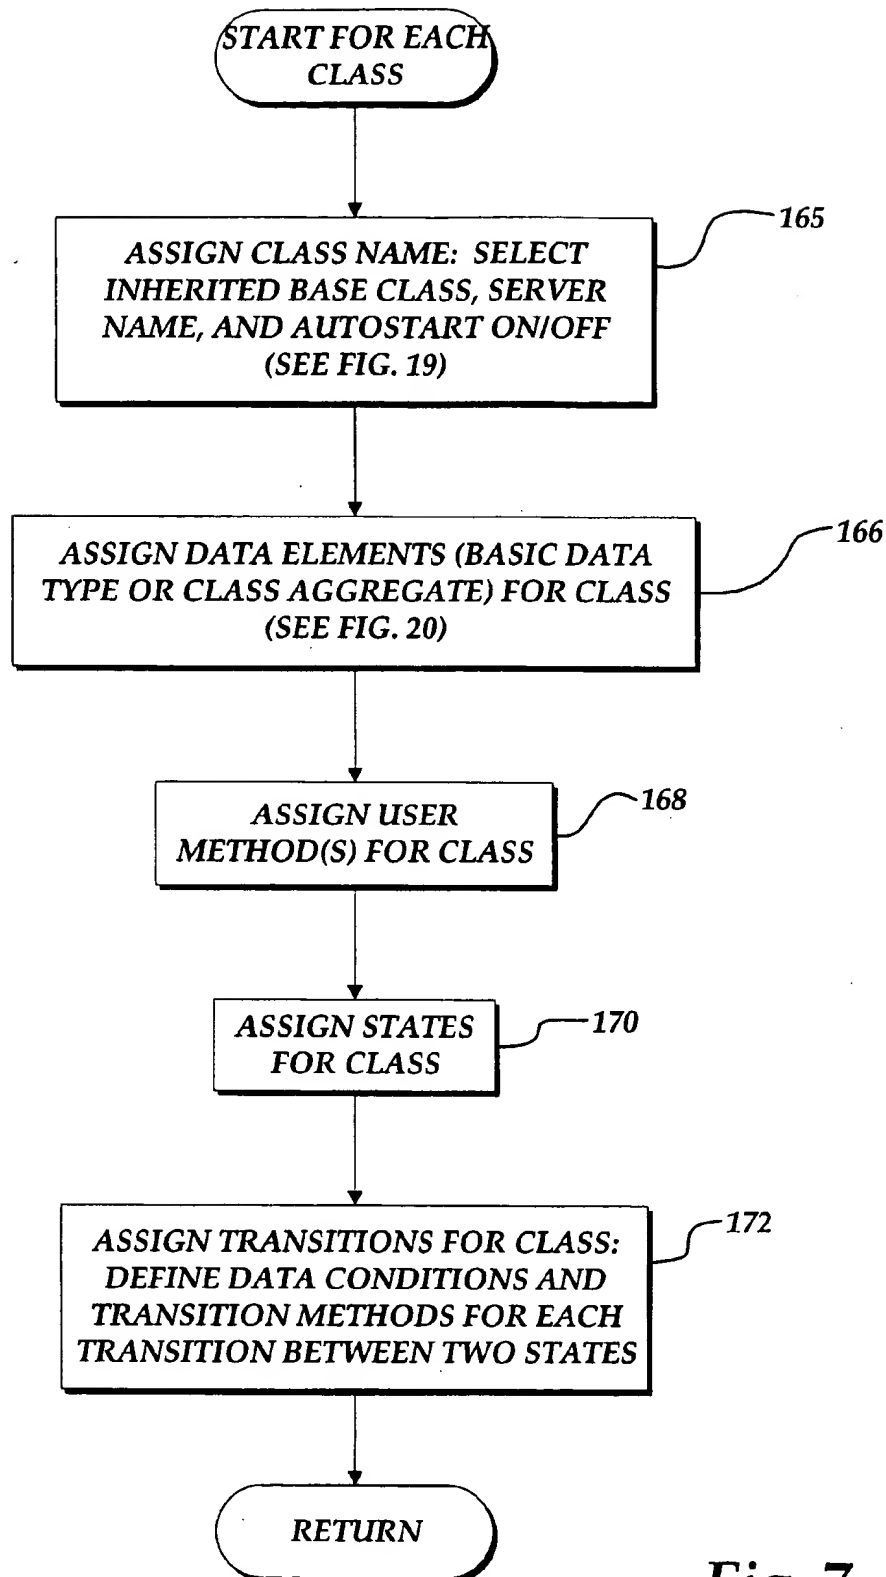 START FOR EACH
CLASS
165
ASSIGN CLASS NAME: SELECT
INHERITED BASE CLASS, SERVER
NAME, AND AUTOSTART ON/OFF
(SEE FIG. 19)
166
ASSIGN DATA ELEMENTS (BASIC DATA
TYPE OR CLASS AGGREGATE) FOR CLASS
(SEE FIG. 20)
168
ASSIGN USER
METHOD(S) FOR CLASS
170
ASSIGN STATES
FOR CLASS
172
ASSIGN TRANSITIONS FOR CLASS:
DEFINE DATA CONDITIONS AND
TRANSITION METHODS FOR EACH
TRANSITION BETWEEN TWO STATES
RETURN
Fig. 7